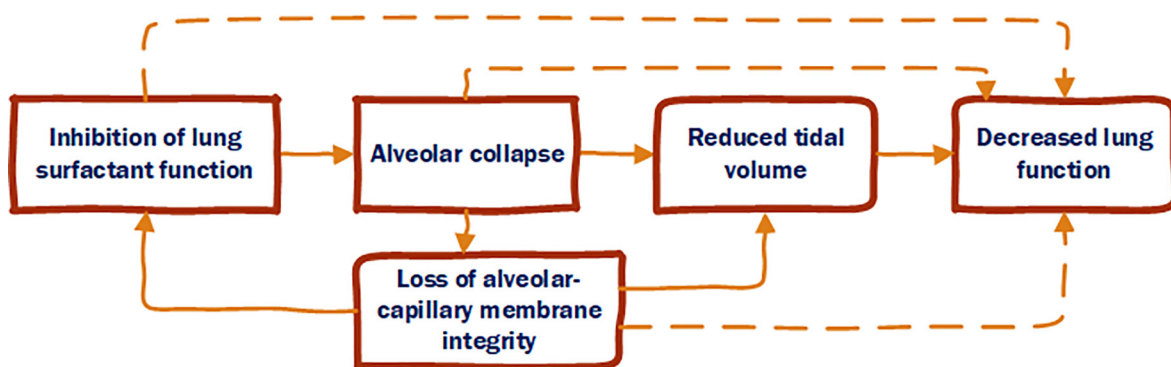 Inhibition of lung
surfactant function
Alveolar collapse
Reduced tidal
volume
Decreased lung
function
Loss of alveolar-
capillary membrane
integrity